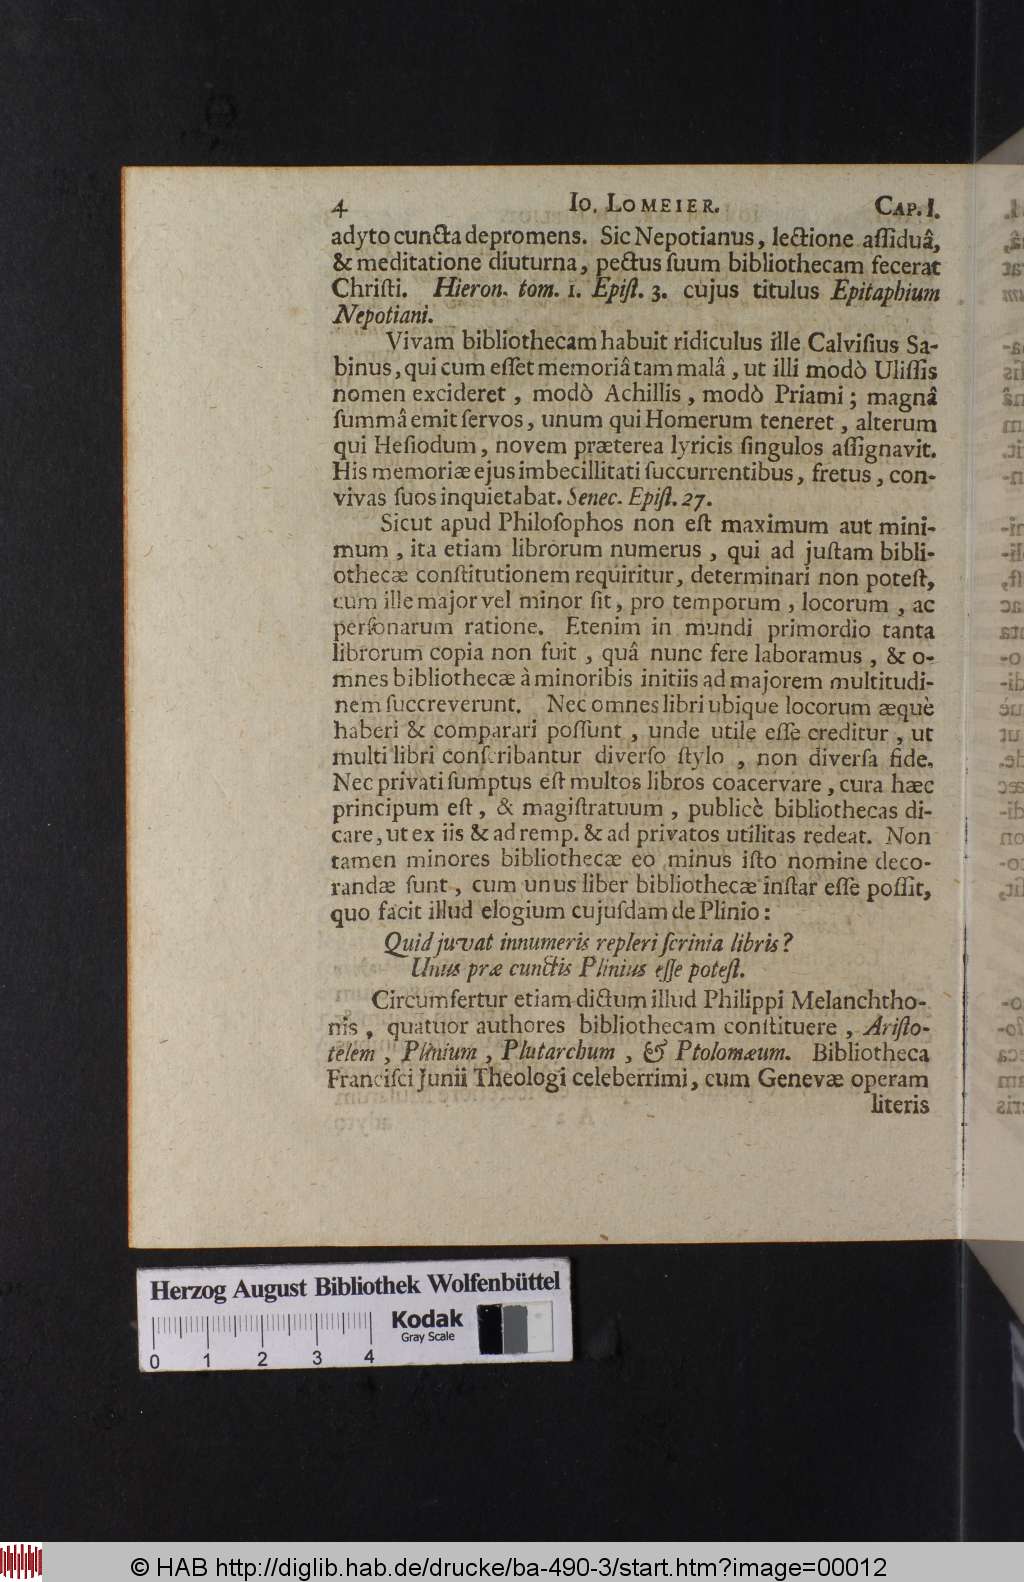 4 Io. Lomeier. Cap. I.
adyto cuncta depromens. Sic Nepotianus, lectione aſſiduâ,
& meditatione diuturna, pectus ſuum bibliothecam fecerat
Chriſti. Hieron. tom. 1. Epiſt. 3. cujus titulus Epitaphium
Nepotiani.
Vivam bibliothecam habuit ridiculus ille Calviſius Sa-
binus, qui cum eſſet memoriâ tam malâ, ut illi modò Uliſſis
nomen excideret, modò Achillis, modò Priami; magnâ
ſummâ emit ſervos, unum qui Homerum teneret, alterum
qui Heſiodum, novem præterea lyricis ſingulos aſſignavit.
His memoriæ ejus imbecillitati ſuccurrentibus, fretus, con-
vivas ſuos inquietabat. Senec. Epiſt. 27.
Sicut apud Philoſophos non eſt maximum aut mini-
mum, ita etiam librorum numerus, qui ad juſtam bibli-
othecæ conſtitutionem requiritur, determinari non poteſt,
cum ille major vel minor ſit, pro temporum, locorum, ac
perſonarum ratione. Etenim in mundi primordio tanta
librorum copia non fuit, quâ nunc fere laboramus, & o-
mnes bibliothecæ à minoribis initiis ad majorem multitudi-
nem ſuccreverunt. Nec omnes libri ubique locorum æquè
haberi & comparari poſſunt, unde utile eſſe creditur, ut
multi libri conſcribantur diverſo ſtylo, non diverſa fide.
Nec privati ſumptus eſt multos libros coacervare, cura hæc
principum eſt, & magiſtratuum, publicè bibliothecas di-
care, ut ex iis & ad remp. & ad privatos utilitas redeat. Non
tamen minores bibliothecæ eo minus iſto nomine deco-
randæ ſunt, cum unus liber bibliothecæ inſtar eſſe poſſit,
quo facit illud elogium cujuſdam de Plinio:
Quid juvat innumeris repleri ſcrinia libris?
Unus præ cunctis Plinius eſſe poteſt.
Circumfertur etiam dictum illud Philippi Melanchtho-
nis, quatuor authores bibliothecam conſtituere, Ariſto-
telem, Plinium, Plutarchum, & Ptolomæum. Bibliotheca
Franciſci Junii Theologi celeberrimi, cum Genevæ operam
literis
Herzog August Bibliothek Wolfenbüttel
Kodak
Gray Scale
0 1 2 3 4
© HAB http://diglib.hab.de/drucke/ba-490-3/start.htm?image=00012